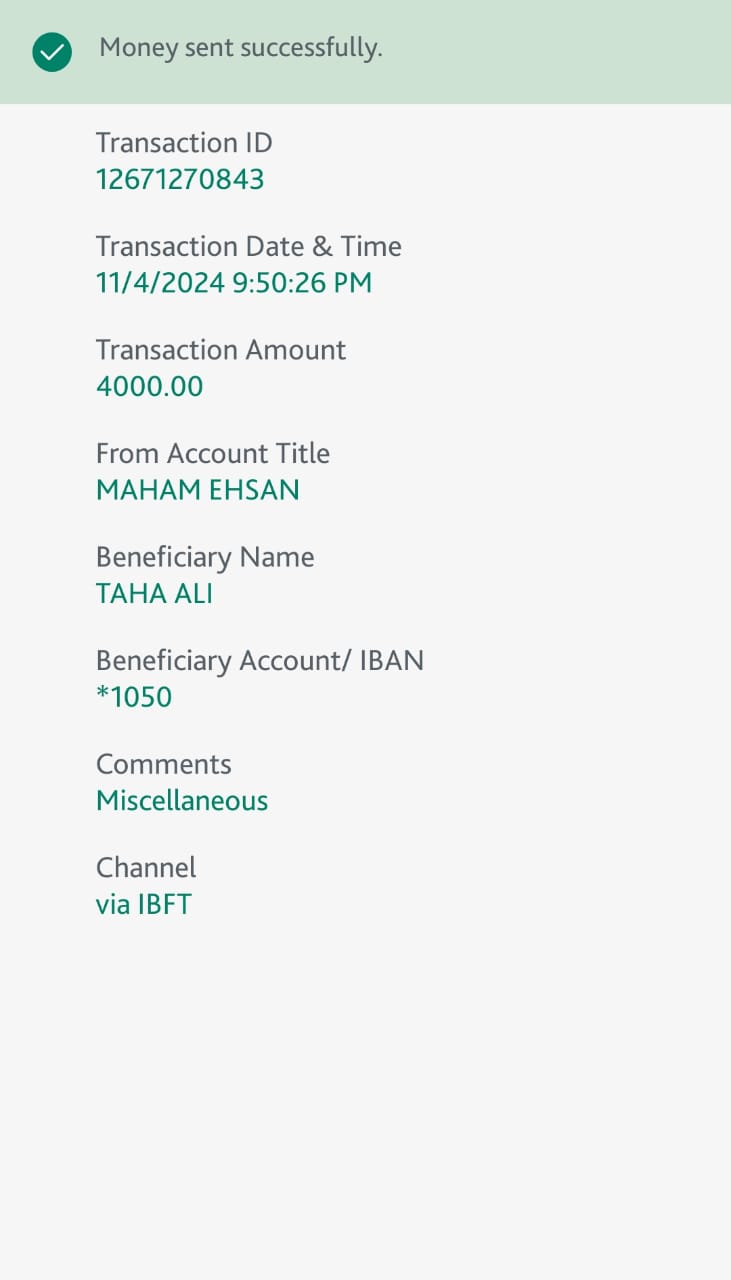 Money sent successfully.
Transaction ID
12671270843
Transaction Date & Time
11/4/2024 9:50:26 PM
Transaction Amount
4000.00
From Account Title
MAHAM EHSAN
Beneficiary Name
TAHA ALI
Beneficiary Account/ IBAN
*1050
Comments
Miscellaneous
Channel
via IBFT